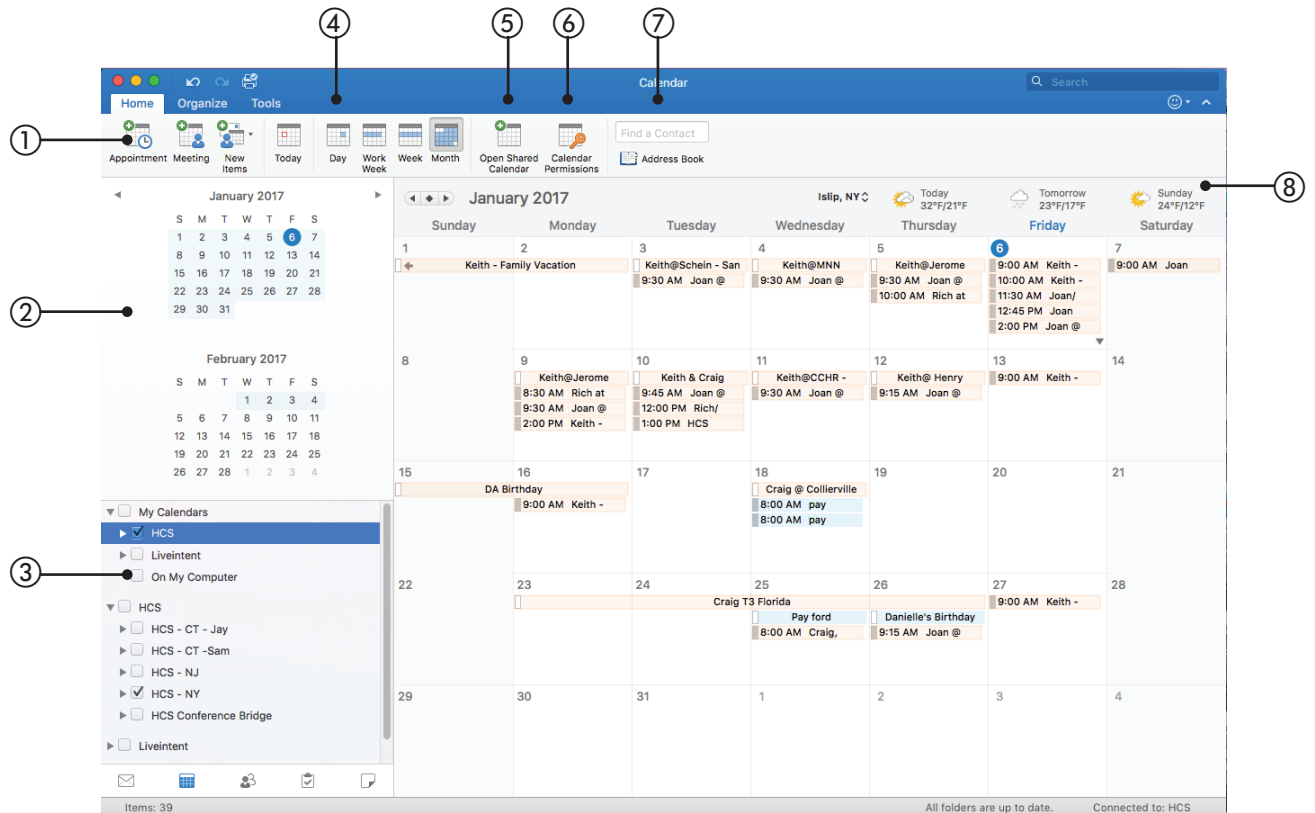 ④ ⑤ ⑥ ⑦
Calendar
Search
Home Organize Tools
①
Find a Contact
Appointment Meeting New Items Today Day Work Week Week Month Open Shared Calendar Calendar Permissions Address Book
⑧
January 2017
S M T W T F S
1 2 3 4 5 6 7
8 9 10 11 12 13 14
15 16 17 18 19 20 21
22 23 24 25 26 27 28
29 30 31
②
February 2017
S M T W T F S
1 2 3 4
5 6 7 8 9 10 11
12 13 14 15 16 17 18
19 20 21 22 23 24 25
26 27 28 1 2 3 4
My Calendars
HCS
Liveintent
③
On My Computer
HCS
HCS - CT - Jay
HCS - CT -Sam
HCS - NJ
HCS - NY
HCS Conference Bridge
Liveintent
January 2017
Islip, NY
Today
32°F/21°F
Tomorrow
23°F/17°F
Sunday
24°F/12°F
Sunday Monday Tuesday Wednesday Thursday Friday Saturday
1 2 3 4 5 6 7
Keith - Family Vacation
Keith@Schein - San
9:30 AM Joan @
Keith@MNN
9:30 AM Joan @
Keith@Jerome
9:30 AM Joan @
10:00 AM Rich at
9:00 AM Keith -
10:00 AM Keith -
11:30 AM Joan/
12:45 PM Joan
2:00 PM Joan @
9:00 AM Joan
8 9 10 11 12 13 14
Keith@Jerome
8:30 AM Rich at
9:30 AM Joan @
2:00 PM Keith -
Keith & Craig
9:45 AM Joan @
12:00 PM Rich/
1:00 PM HCS
Keith@CCHR -
9:30 AM Joan @
Keith@ Henry
9:15 AM Joan @
9:00 AM Keith -
15 16 17 18 19 20 21
DA Birthday
9:00 AM Keith -
Craig @ Collierville
8:00 AM pay
8:00 AM pay
22 23 24 25 26 27 28
Craig T3 Florida
Pay ford
8:00 AM Craig,
Danielle's Birthday
9:15 AM Joan @
9:00 AM Keith -
29 30 31 1 2 3 4
Items: 39
All folders are up to date.
Connected to: HCS